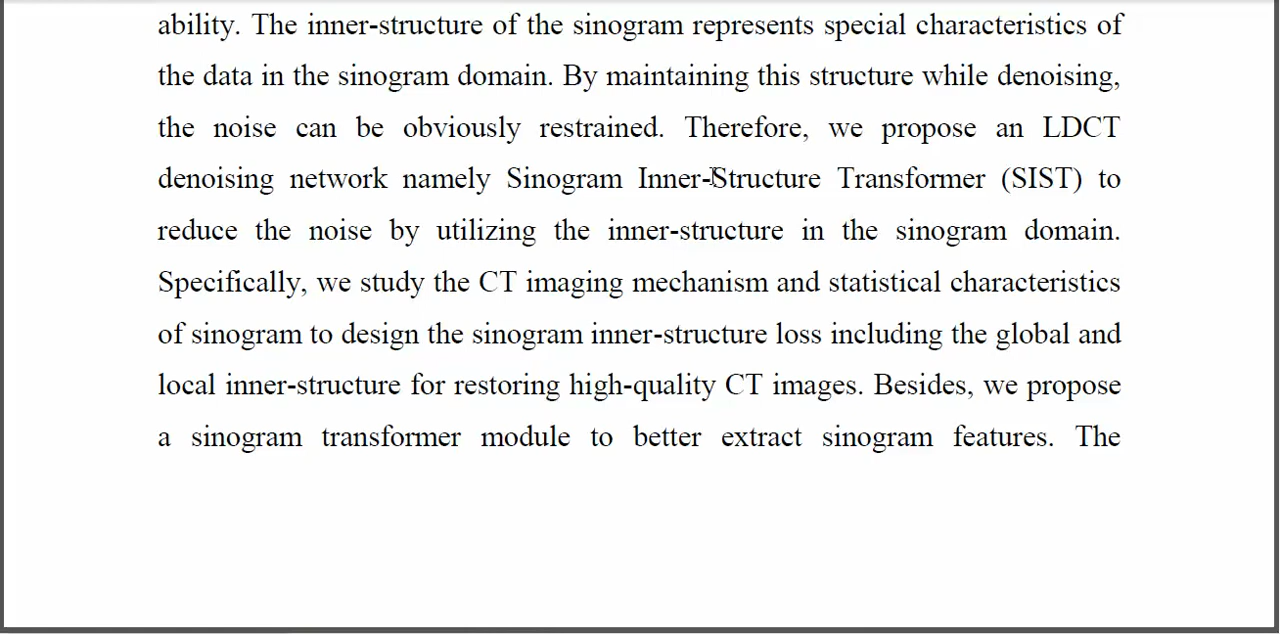 ability. The inner-structure of the sinogram represents special characteristics of
the data in the sinogram domain. By maintaining this structure while denoising,
the noise can be obviously restrained. Therefore, we propose an LDCT
denoising network namely Sinogram Inner-Structure Transformer (SIST) to
reduce the noise by utilizing the inner-structure in the sinogram domain.
Specifically, we study the CT imaging mechanism and statistical characteristics
of sinogram to design the sinogram inner-structure loss including the global and
local inner-structure for restoring high-quality CT images. Besides, we propose
a sinogram transformer module to better extract sinogram features. The